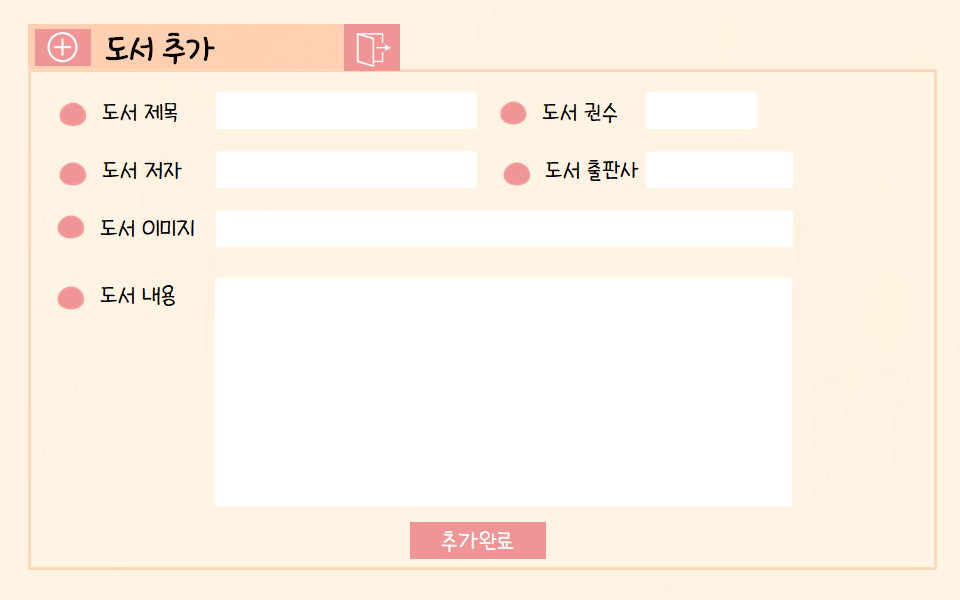 도서 추가
도서 제목
도서 권수
도서 저자
도서 출판사
도서 이미지
도서 내용
추가완료